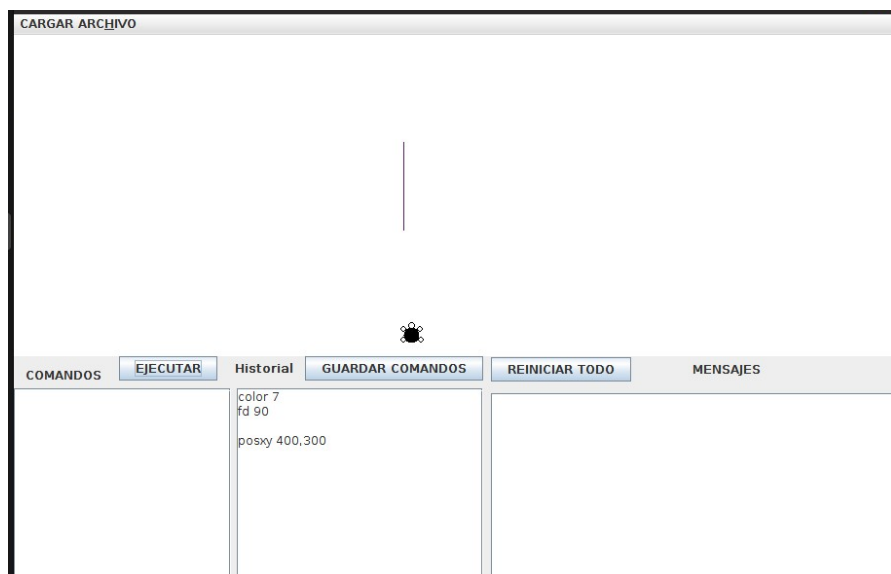 CARGAR ARCHIVO
COMANDOS
EJECUTAR
Historial
GUARDAR COMANDOS
REINICIAR TODO
MENSAJES
color 7
fd 90
posxy 400,300